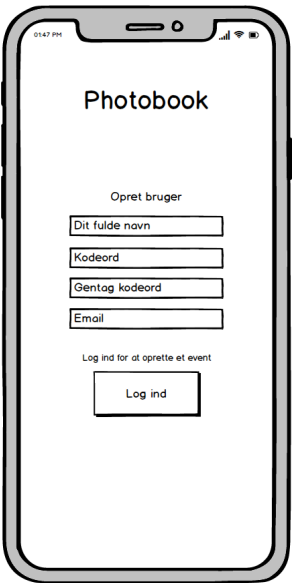 01:47 PM
Photobook
Opret bruger
Dit fulde navn
Kodeord
Gentag kodeord
Email
Log ind for at oprette et event
Log ind